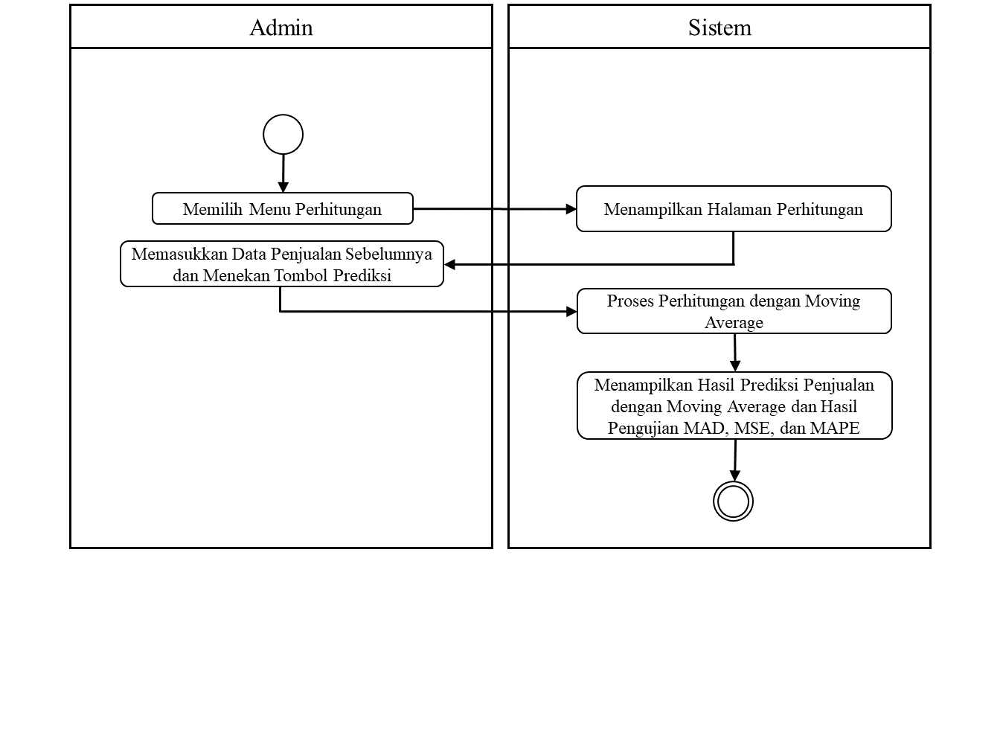 Admin
Sistem
Memilih Menu Perhitungan
Menampilkan Halaman Perhitungan
Memasukkan Data Penjualan Sebelumnya
dan Menekan Tombol Prediksi
Proses Perhitungan dengan Moving
Average
Menampilkan Hasil Prediksi Penjualan
dengan Moving Average dan Hasil
Pengujian MAD, MSE, dan MAPE